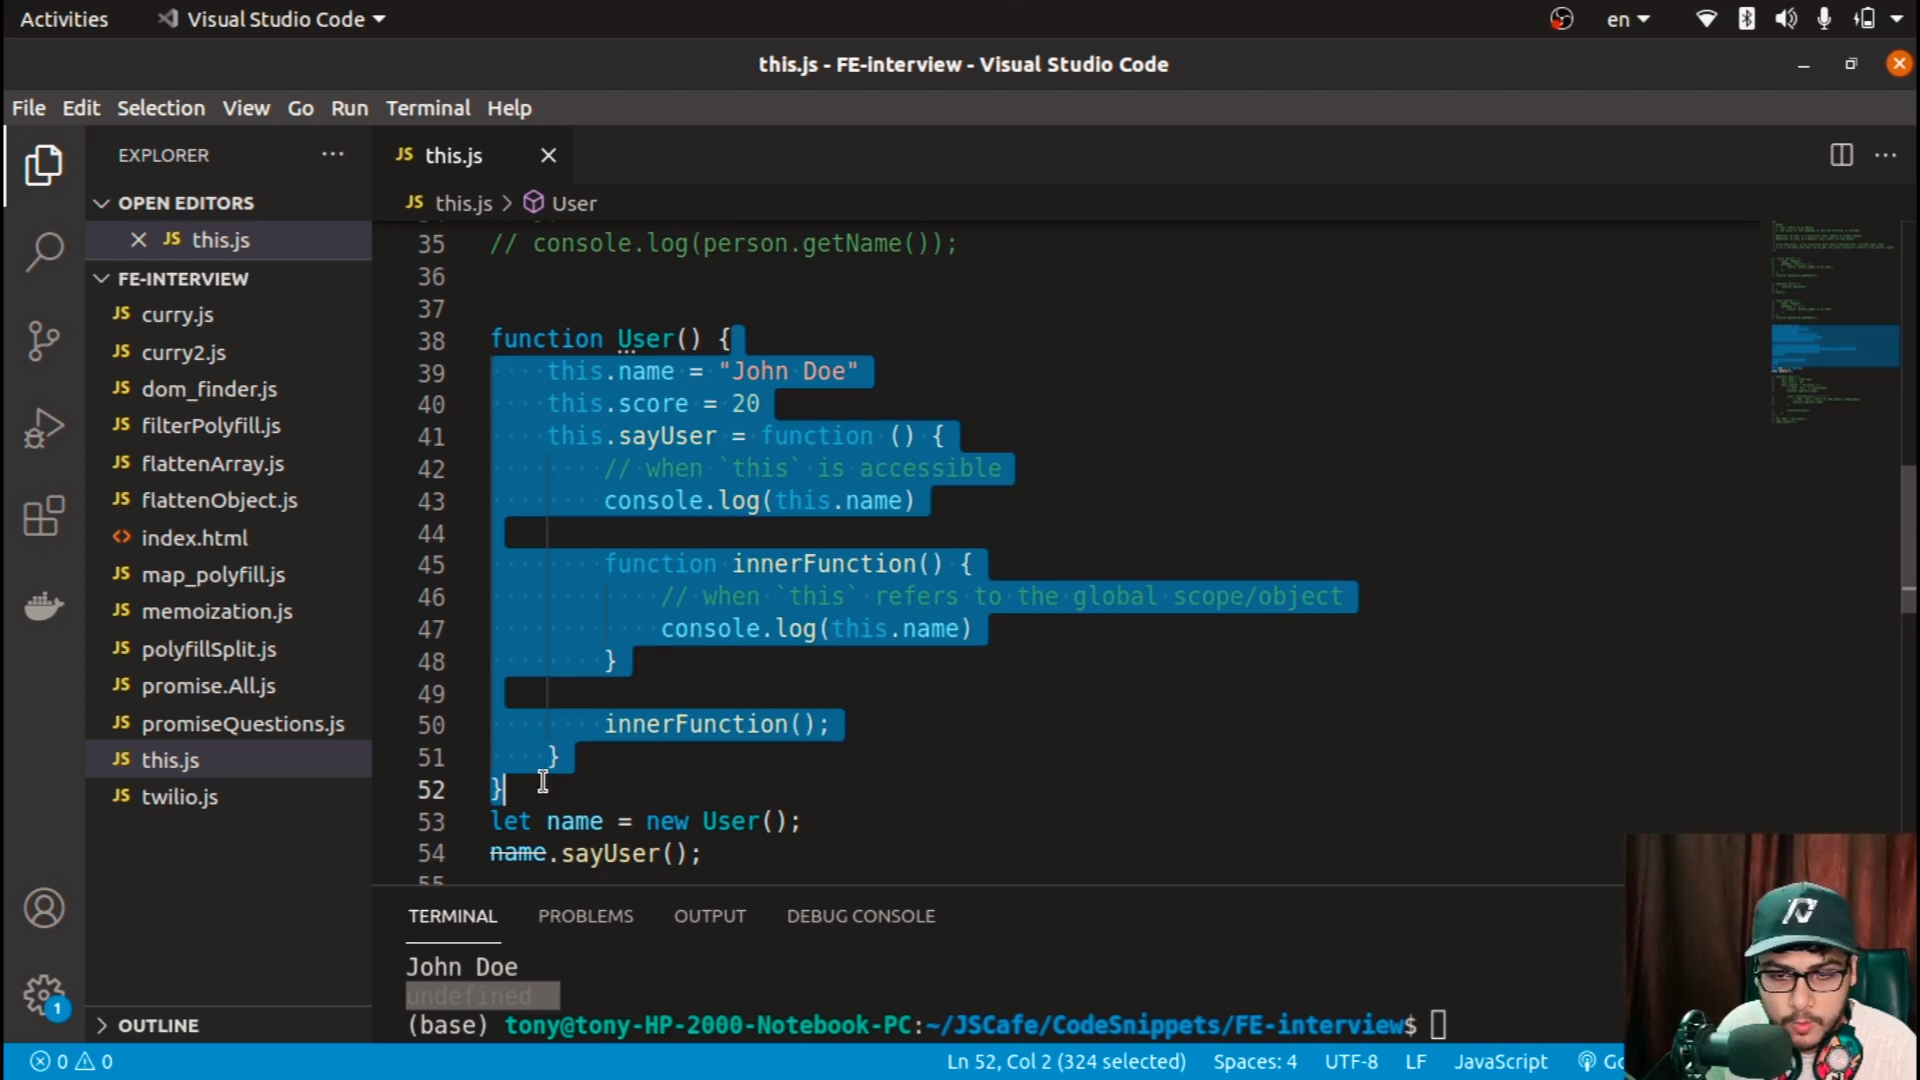 Activities
Visual Studio Code
en
this.js - FE-interview - Visual Studio Code
File Edit Selection View Go Run Terminal Help
EXPLORER
JS this.js
OPEN EDITORS
JS this.js > User
JS this.js
FE-INTERVIEW
JS curry.js
JS curry2.js
JS dom_finder.js
JS filterPolyfill.js
JS flattenArray.js
JS flattenObject.js
<> index.html
JS map_polyfill.js
JS memoization.js
JS polyfillSplit.js
JS promise.All.js
JS promiseQuestions.js
JS this.js
JS twilio.js
OUTLINE
1
35 // console.log(person.getName());
36
37
38 function User() {
39 this.name = "John Doe"
40 this.score = 20
41 this.sayUser = function () {
42 // when `this` is accessible
43 console.log(this.name)
44
45 function innerFunction() {
46 // when `this` refers to the global scope/object
47 console.log(this.name)
48 }
49
50 innerFunction();
51 }
52 }
53 let name = new User();
54 name.sayUser();
55
TERMINAL PROBLEMS OUTPUT DEBUG CONSOLE
John Doe
undefined
(base) tony@tony-HP-2000-Notebook-PC:~/JSCafe/CodeSnippets/FE-interview$
0 0 Ln 52, Col 2 (324 selected) Spaces: 4 UTF-8 LF JavaScript Go